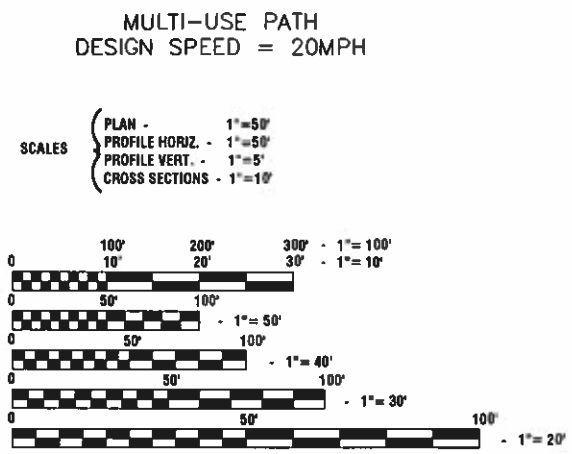 MULTI-USE PATH
DESIGN SPEED = 20MPH
SCALES
PLAN - 1"=50'
PROFILE HORIZ. - 1"=50'
PROFILE VERT. - 1"=5'
CROSS SECTIONS - 1"=10'
100' 200' 300' - 1"= 100'
0 10" 20' 30' - 1"= 10'
0 50' 100'
- 1"= 50'
0 50' 100'
- 1"= 40'
0 50' 100'
- 1"= 30'
0 50' 100'
- 1"= 20'